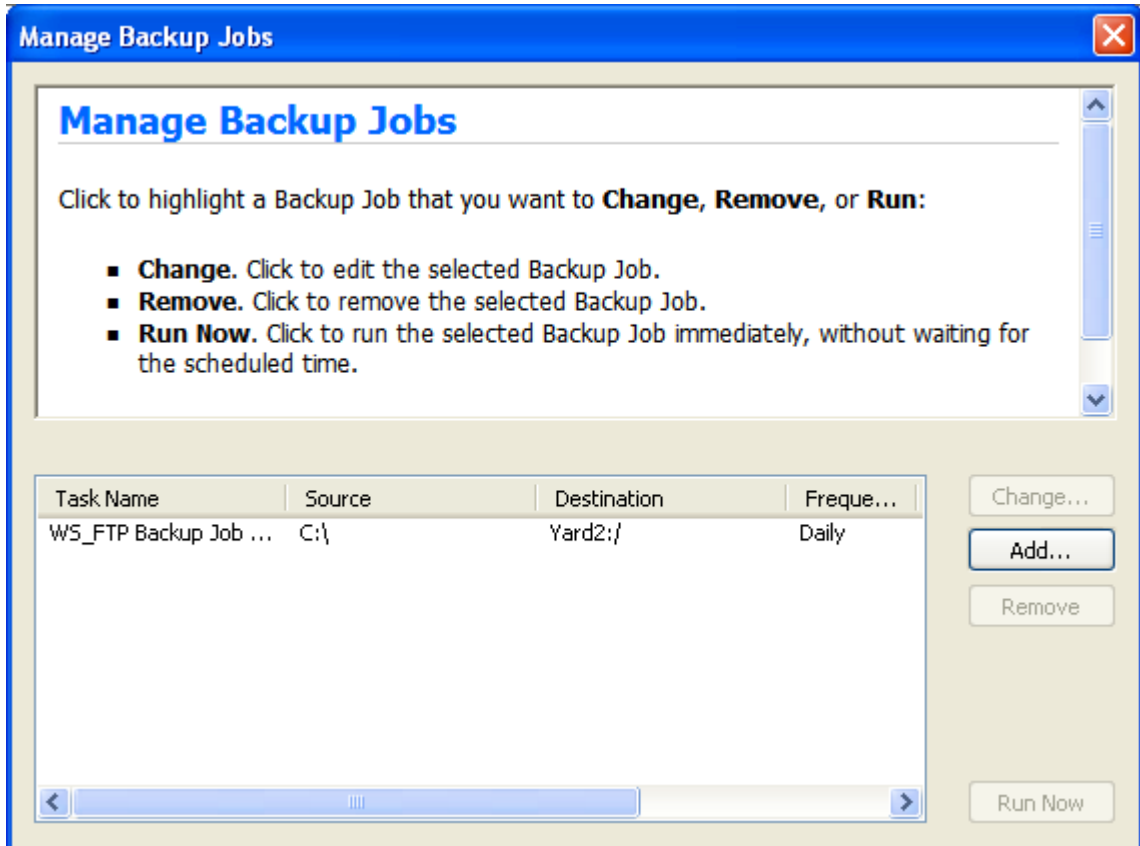 Manage Backup Jobs
Manage Backup Jobs
Click to highlight a Backup Job that you want to Change, Remove, or Run:
▪ Change. Click to edit the selected Backup Job.
▪ Remove. Click to remove the selected Backup Job.
▪ Run Now. Click to run the selected Backup Job immediately, without waiting for
the scheduled time.
Task Name Source Destination Freque...
WS_FTP Backup Job ... C:\ Yard2:/ Daily
Change...
Add...
Remove
Run Now